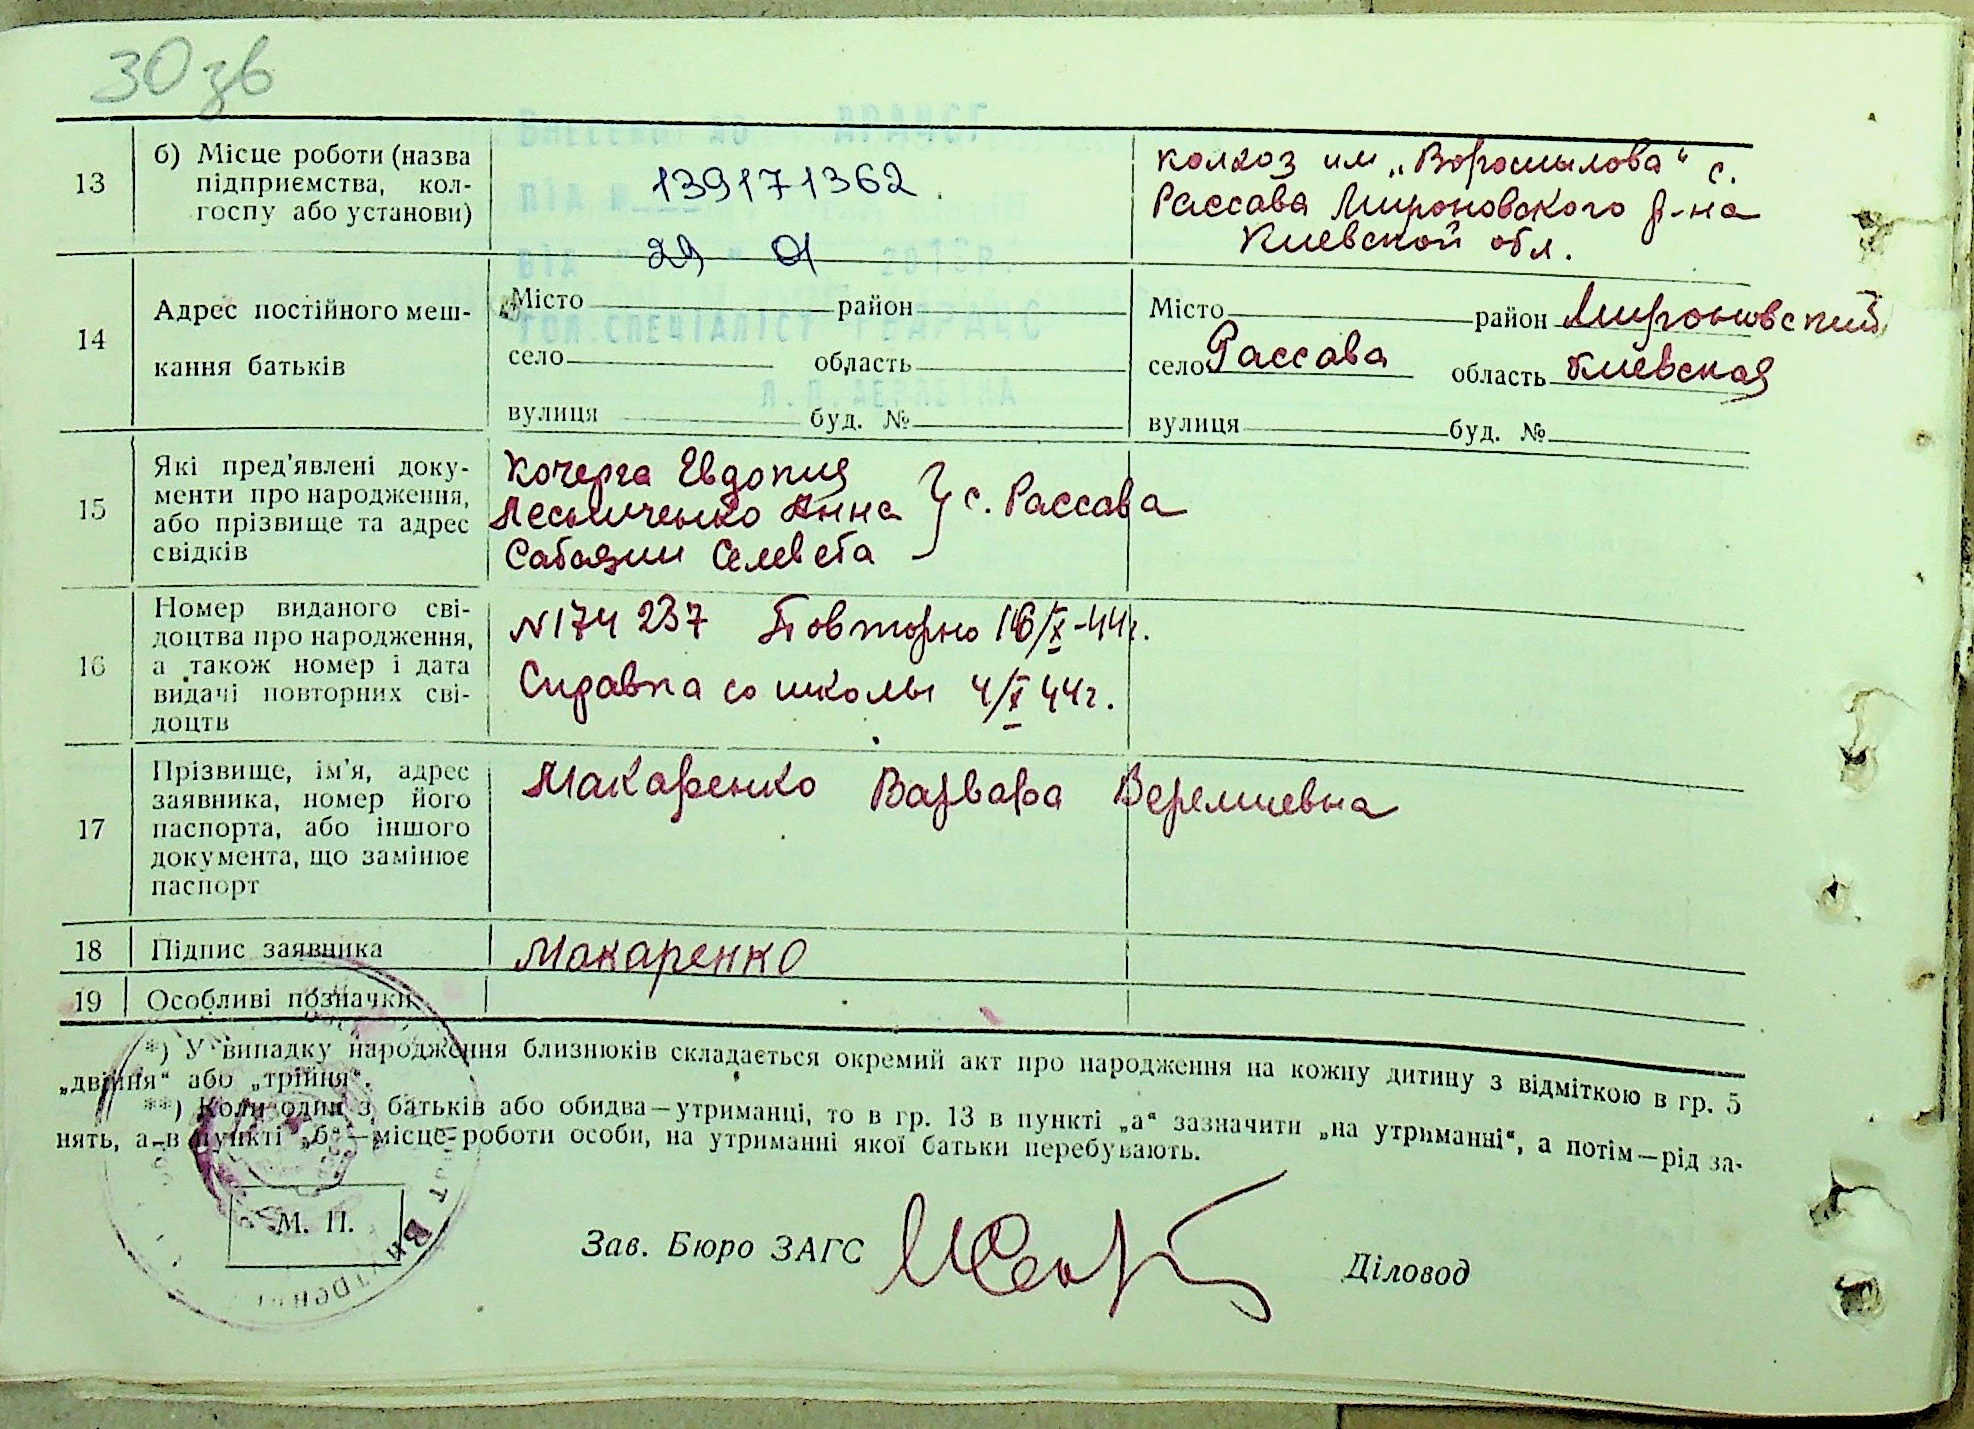 30 зв
Внесено до ДРАЦСГ
13
б) Місце роботи (назва
підприємства, кол-
госпу або установи)
139171362
29 01
колхоз им „Ворошылова" с.
Рассава Мироновского р-на
Киевской обл.
14
Адрес постійного меш-
кання батьків
Місто район
село область
вулиця буд. №
Місто район Мироновский
село Рассава область Киевская
вулиця буд. №
15
Які пред'явлені доку-
менти про народження,
або прізвище та адрес
свідків
Кочерга Евдокия
Лесниченко Анна } с. Рассава
16
Номер виданого сві-
доцтва про народження,
а також номер і дата
видачі повторних сві-
доцтв
N 174 237 Повторно 16/X-44г.
Справка со школы 4/X 44г.
17
Прізвище, ім'я, адрес
заявника, номер його
паспорта, або іншого
документа, що замінює
паспорт
Макаренко Варвара Веремиевна
18
Підпис заявника
Макаренко
19
Особливі позначки
*) У випадку народження близнюків складається окремий акт про народження на кожну дитину з відміткою в гр. 5
„двійня" або „трійня".
**) Коли один з батьків або обидва—утриманці, то в гр. 13 в пункті „а" зазначити „на утриманні", а потім—рід за-
нять, а в пункті „б"—місце роботи особи, на утриманні якої батьки перебувають.
М. П.
Зав. Бюро ЗАГС
Діловод